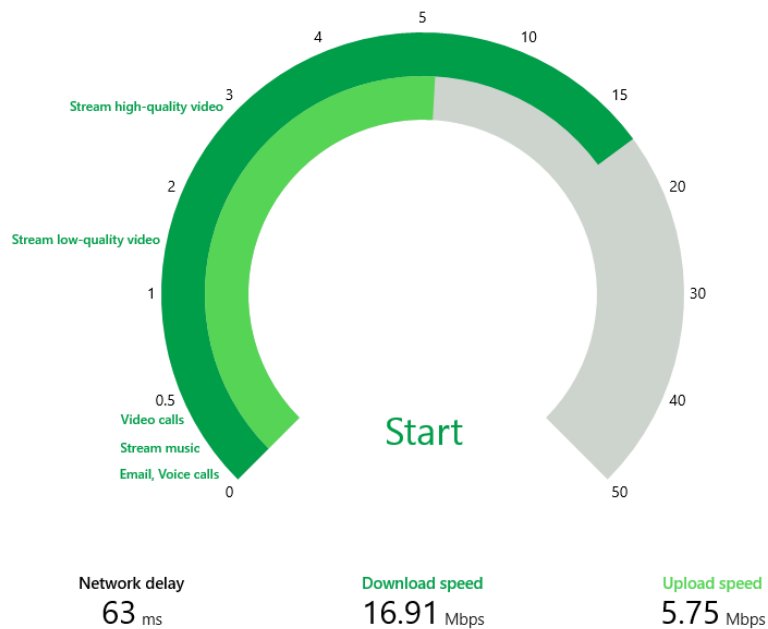 5
4
10
3
15
Stream high-quality video
2
20
Stream low-quality video
1
30
0.5
40
Video calls
Start
Stream music
Email, Voice calls
0
50
Network delay
63 ms
Download speed
16.91 Mbps
Upload speed
5.75 Mbps